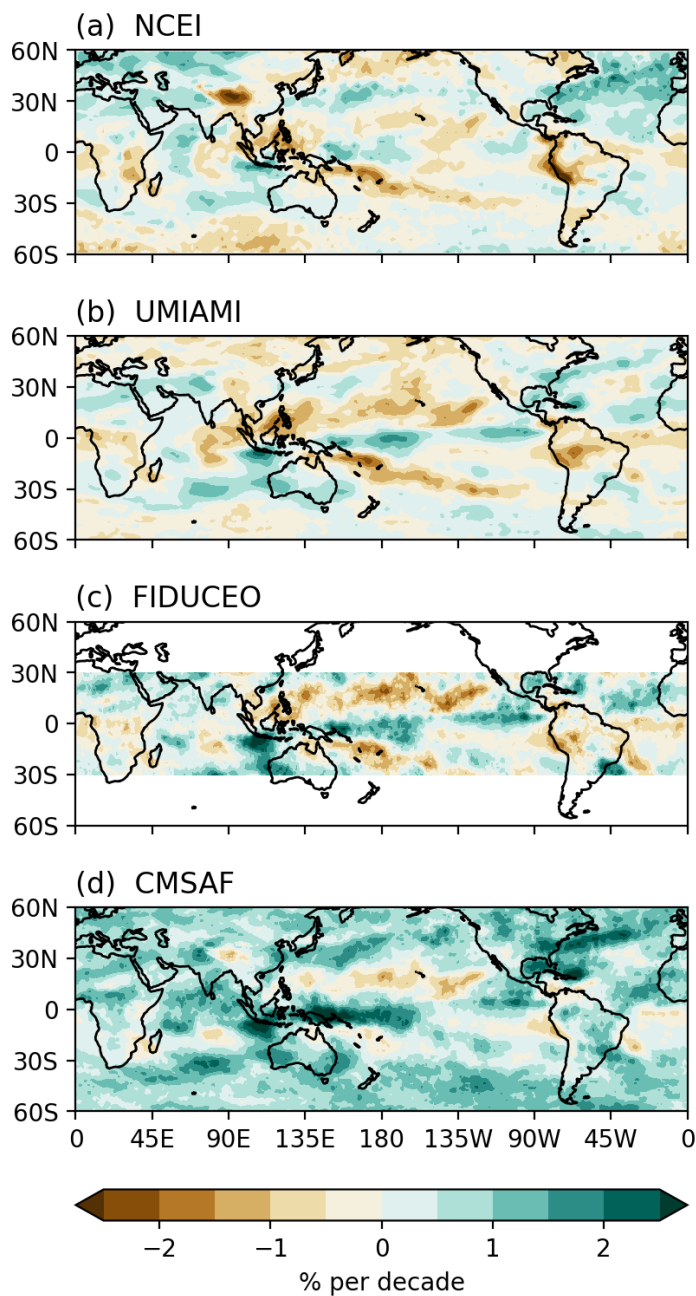 (a) NCEI
60N
30N
0
30S
60S
(b) UMIAMI
60N
30N
0
30S
60S
(c) FIDUCEO
60N
30N
0
30S
60S
(d) CMSAF
60N
30N
0
30S
60S
0 45E 90E 135E 180 135W 90W 45W 0
−2 −1 0 1 2
% per decade